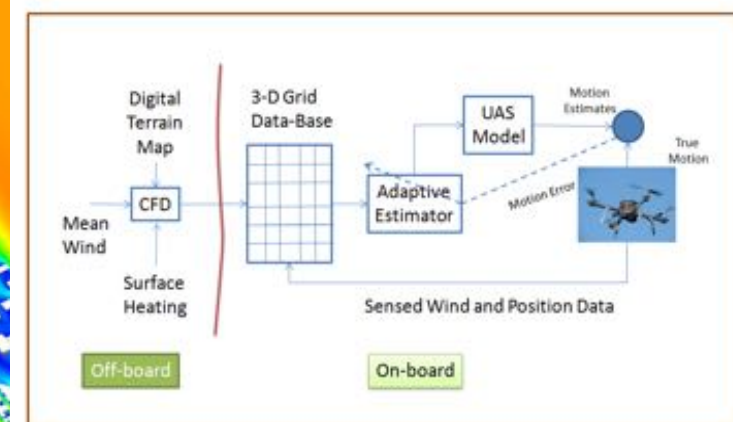 Digital
Terrain
Map
3-D Grid
Data-Base
UAS
Model
Motion
Estimates
True
Motion
CFD
Adaptive
Estimator
Motion Error
Mean
Wind
Surface
Heating
Sensed Wind and Position Data
Off-board
On-board